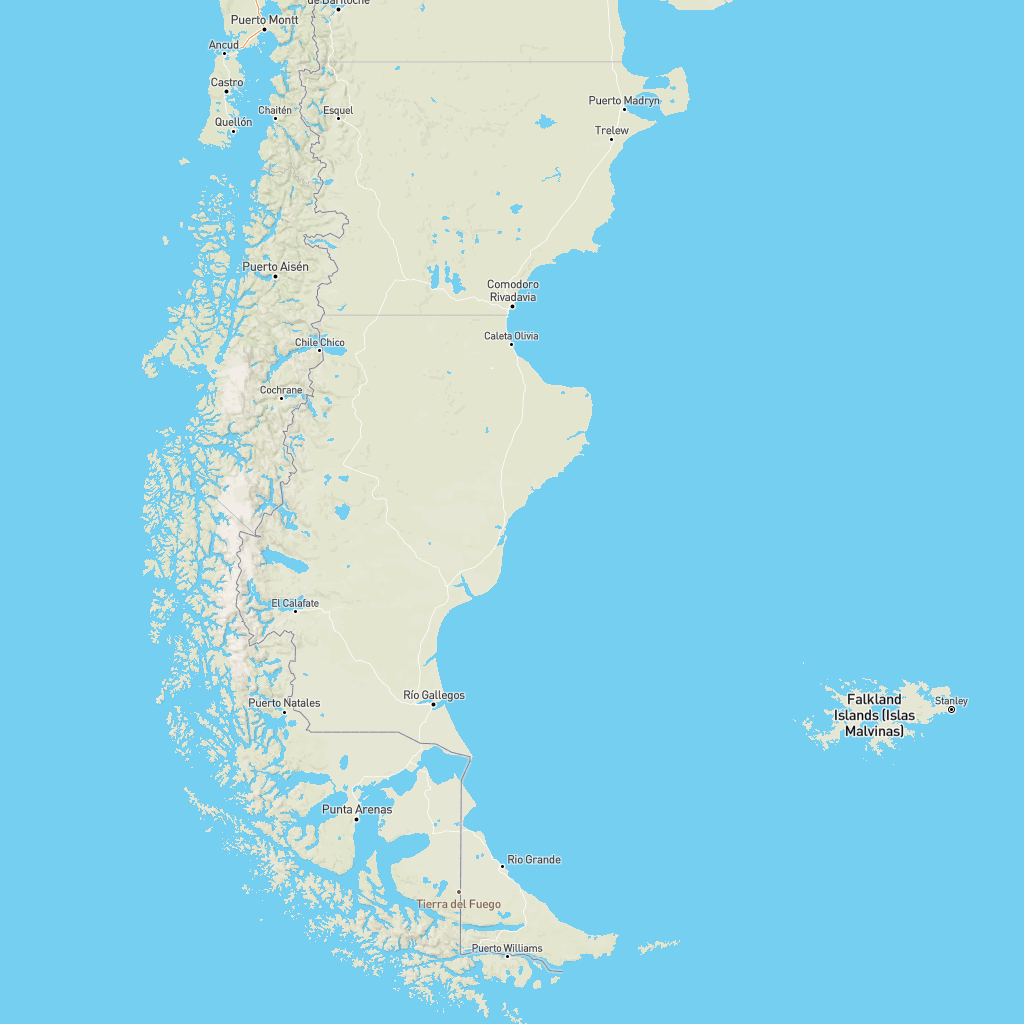 de Bariloche
Puerto Montt
Ancud
Castro
Chaitén
Esquel
Quellón
Puerto Madryn
Trelew
Puerto Aisén
Comodoro
Rivadavia
Caleta Olivia
Chile Chico
Cochrane
El Calafate
Río Gallegos
Puerto Natales
Falkland
Islands (Islas
Malvinas)
Stanley
Punta Arenas
Rio Grande
Tierra del Fuego
Puerto Williams